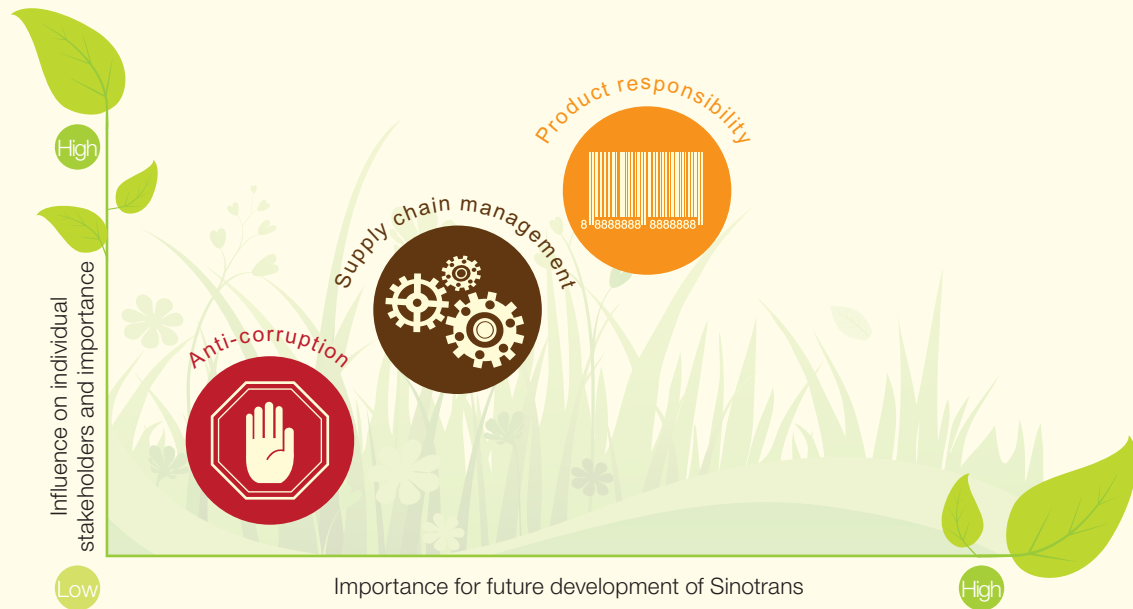 Product responsibility
High
8 8888888 8888888
Supply chain management
Influence on individual
stakeholders and importance
Anti-corruption
Low
Importance for future development of Sinotrans
High